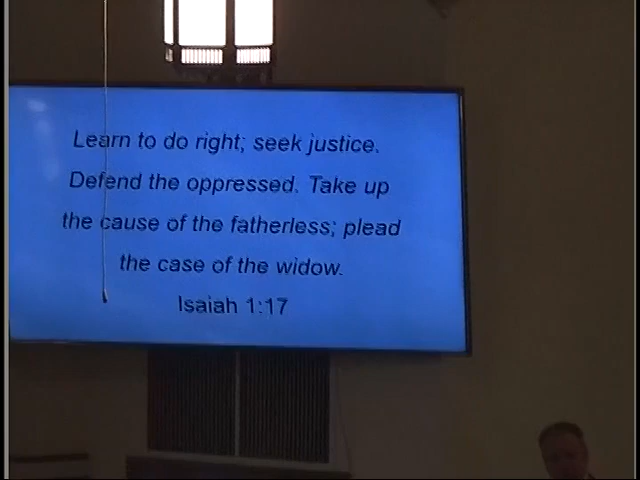 Learn to do right; seek justice.
Defend the oppressed. Take up
the cause of the fatherless; plead
the case of the widow.
Isaiah 1:17